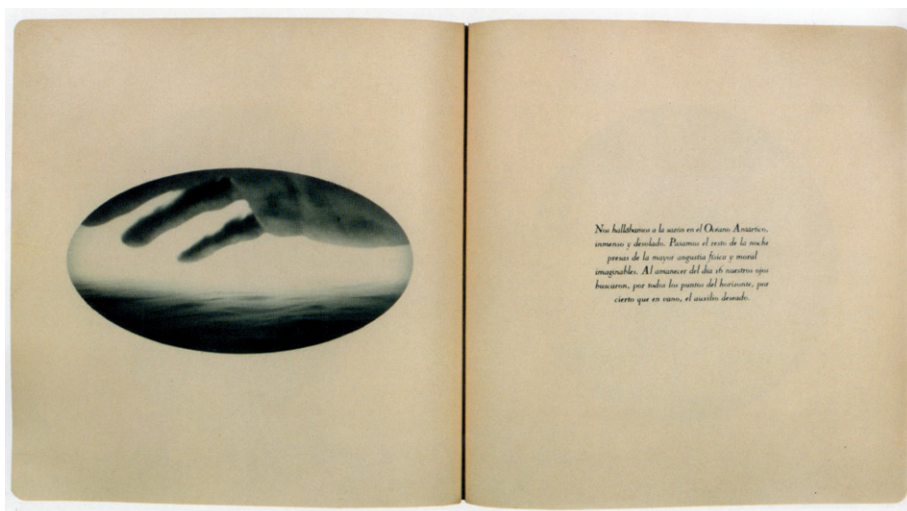 Nos hallábamos a la sazón en el Océano Antártico,
inmenso y desolado. Pasamos el resto de la noche
presas de la mayor angustia física y moral
imaginables. Al amanecer del día 16 nuestros ojos
buscaron, por todos los puntos del horizonte, por
cierto que en vano, el auxilio deseado.